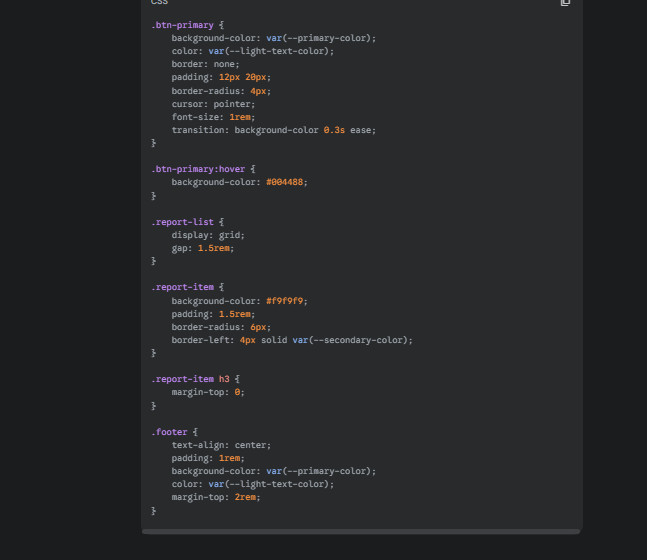 CSS
.btn-primary {
    background-color: var(--primary-color);
    color: var(--light-text-color);
    border: none;
    padding: 12px 20px;
    border-radius: 4px;
    cursor: pointer;
    font-size: 1rem;
    transition: background-color 0.3s ease;
}
.btn-primary:hover {
    background-color: #004488;
}
.report-list {
    display: grid;
    gap: 1.5rem;
}
.report-item {
    background-color: #f9f9f9;
    padding: 1.5rem;
    border-radius: 6px;
    border-left: 4px solid var(--secondary-color);
}
.report-item h3 {
    margin-top: 0;
}
.footer {
    text-align: center;
    padding: 1rem;
    background-color: var(--primary-color);
    color: var(--light-text-color);
    margin-top: 2rem;
}